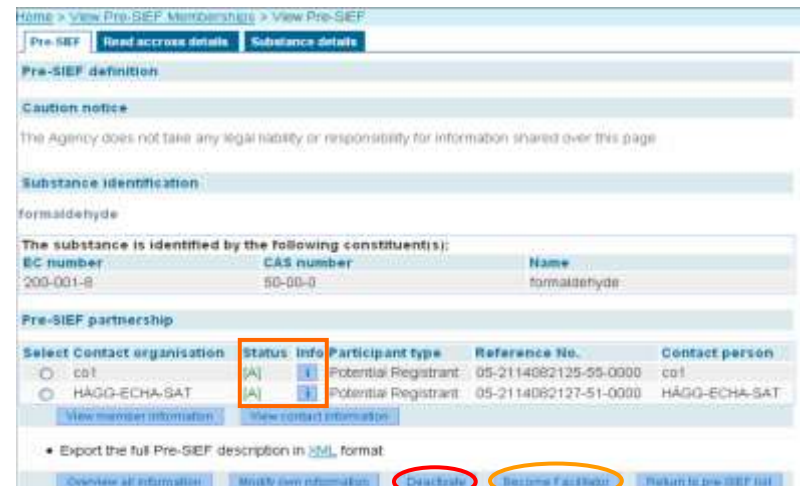 Home > View Pre-SIEF Memberships > View Pre-SIEF
Pre-SIEF Read accross details Substance details
Pre-SIEF definition
Caution notice
The Agency does not take any legal liability or responsibility for information shared over this page
Substance identification
formaldehyde
The substance is identified by the following constituent(s):
EC number CAS number Name
200-001-8 50-00-0 formaldehyde
Pre-SIEF partnership
Select Contact organisation Status Info Participant type Reference No. Contact person
co1 [A] i Potential Registrant 05-2114082125-55-0000 co1
HÄGG-ECHA-SAT [A] i Potential Registrant 05-2114082127-51-0000 HÄGG-ECHA-SAT
View member information View contact information
• Export the full Pre-SIEF description in XML format
Overview all information Modify own information Deactivate Become Facilitator Return to pre-SIEF list